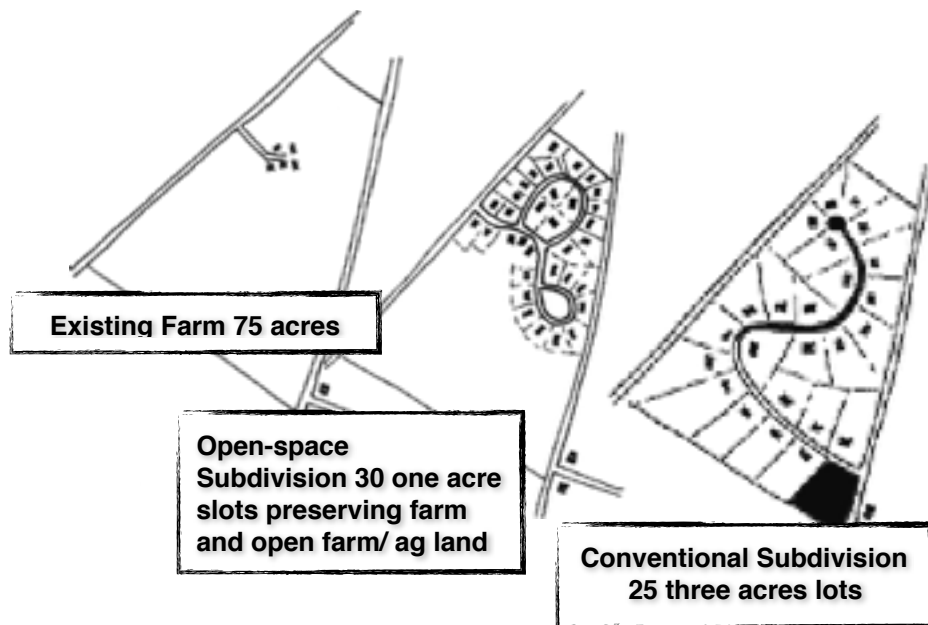 Existing Farm 75 acres
Open-space
Subdivision 30 one acre
slots preserving farm
and open farm/ ag land
Conventional Subdivision
25 three acres lots